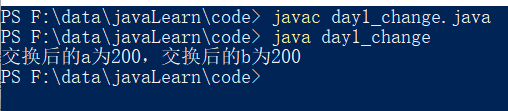 PS F:\data\javaLearn\code> javac day1_change.java
PS F:\data\javaLearn\code> java day1_change
交换后的a为200，交换后的b为200
PS F:\data\javaLearn\code>